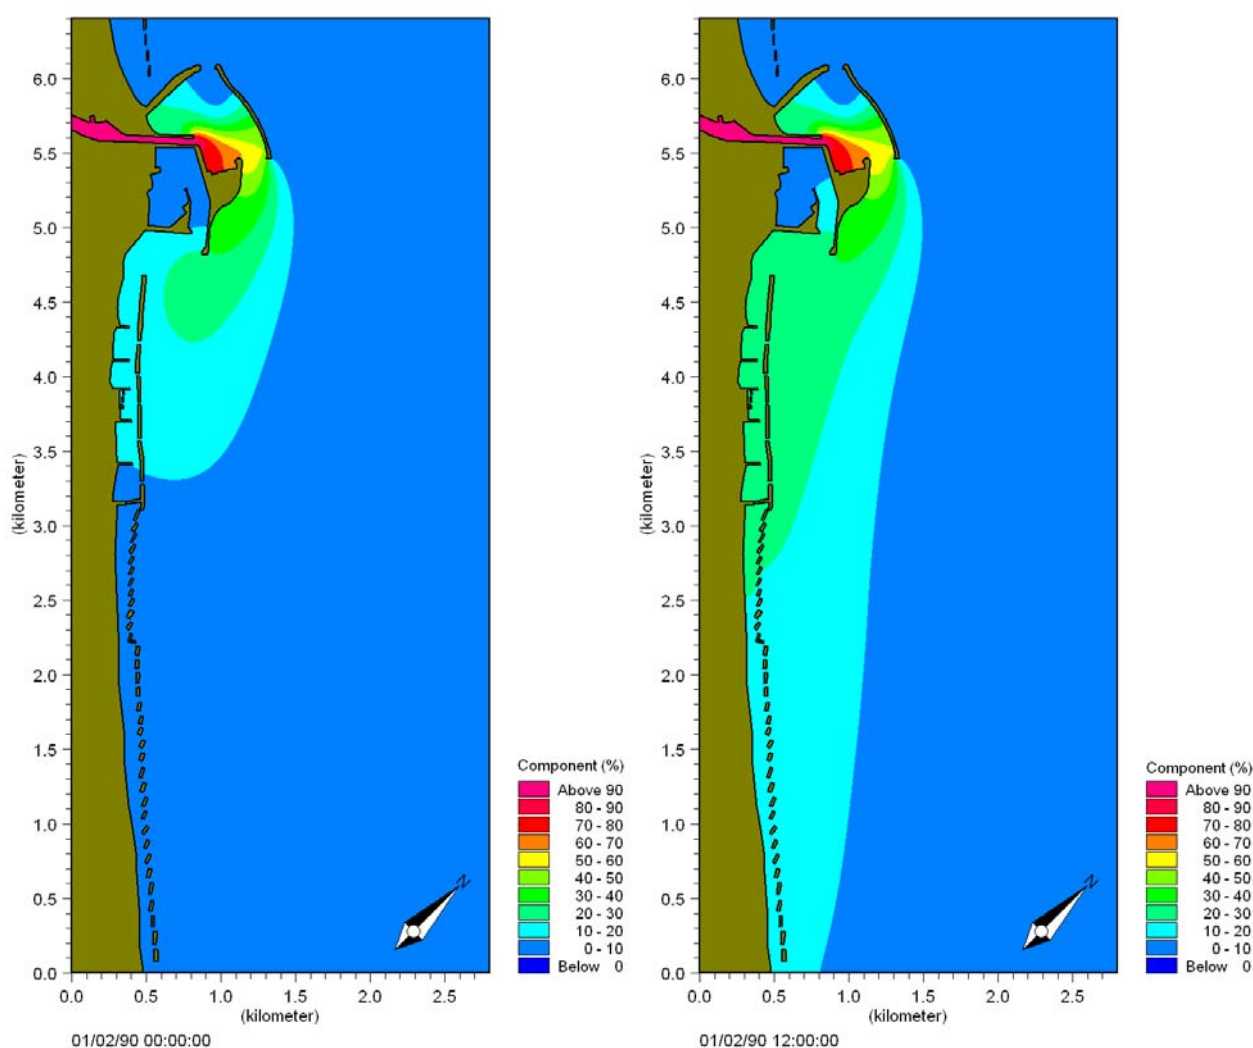 6.0
5.5
5.0
4.5
4.0
3.5
3.0
2.5
2.0
1.5
1.0
0.5
0.0
(kilometer)
0.0 0.5 1.0 1.5 2.0 2.5
(kilometer)
01/02/90 00:00:00
Component (%)
Above 90
80 - 90
70 - 80
60 - 70
50 - 60
40 - 50
30 - 40
20 - 30
10 - 20
0 - 10
Below 0
N
6.0
5.5
5.0
4.5
4.0
3.5
3.0
2.5
2.0
1.5
1.0
0.5
0.0
(kilometer)
0.0 0.5 1.0 1.5 2.0 2.5
(kilometer)
01/02/90 12:00:00
Component (%)
Above 90
80 - 90
70 - 80
60 - 70
50 - 60
40 - 50
30 - 40
20 - 30
10 - 20
0 - 10
Below 0
N